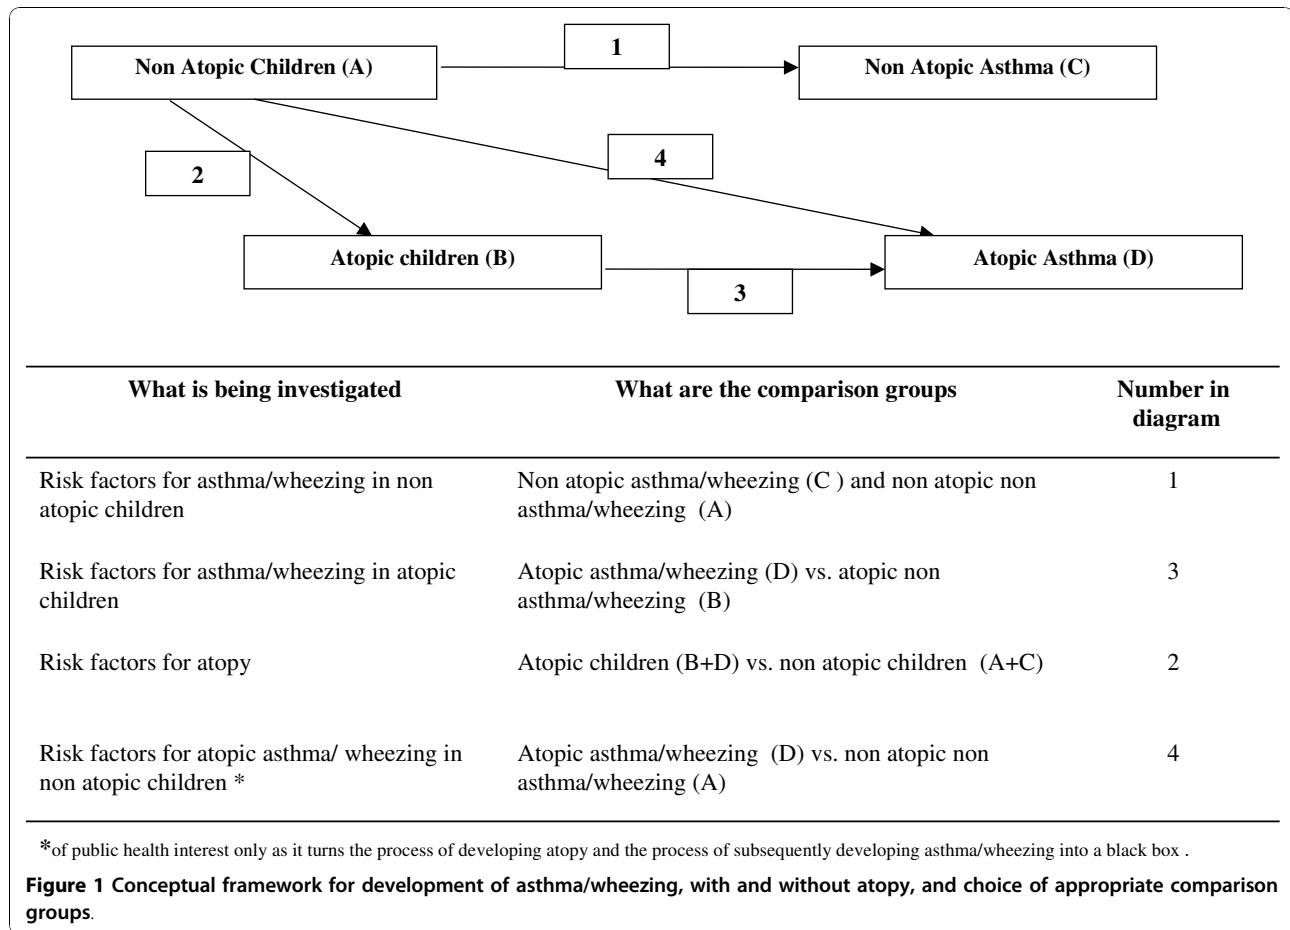 1
Non Atopic Children (A)
Non Atopic Asthma (C)
2
4
Atopic children (B)
Atopic Asthma (D)
3
What is being investigated
What are the comparison groups
Number in
diagram
Risk factors for asthma/wheezing in non
atopic children
Non atopic asthma/wheezing (C ) and non atopic non
asthma/wheezing (A)
1
Risk factors for asthma/wheezing in atopic
children
Atopic asthma/wheezing (D) vs. atopic non
asthma/wheezing (B)
3
Risk factors for atopy
Atopic children (B+D) vs. non atopic children (A+C)
2
Risk factors for atopic asthma/ wheezing in
non atopic children *
Atopic asthma/wheezing (D) vs. non atopic non
asthma/wheezing (A)
4
*of public health interest only as it turns the process of developing atopy and the process of subsequently developing asthma/wheezing into a black box .
Figure 1 Conceptual framework for development of asthma/wheezing, with and without atopy, and choice of appropriate comparison
groups.